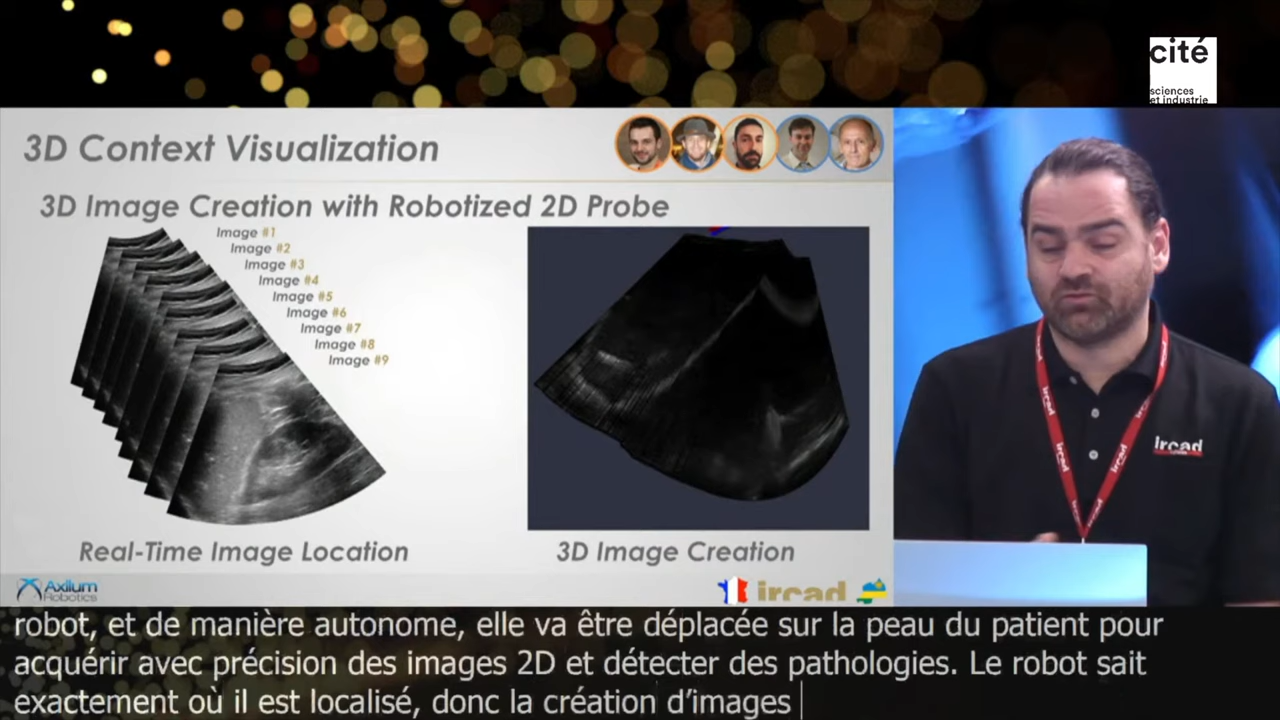 cité
sciences
et industrie
3D Context Visualization
3D Image Creation with Robotized 2D Probe
Image #1
Image #2
Image #3
Image #4
Image #5
Image #6
Image #7
Image #8
Image #9
Real-Time Image Location
3D Image Creation
Axilum
Robotics
ircad
ircad
ircad
ircad
ircad
ircad
robot, et de manière autonome, elle va être déplacée sur la peau du patient pour
acquérir avec précision des images 2D et détecter des pathologies. Le robot sait
exactement où il est localisé, donc la création d’images